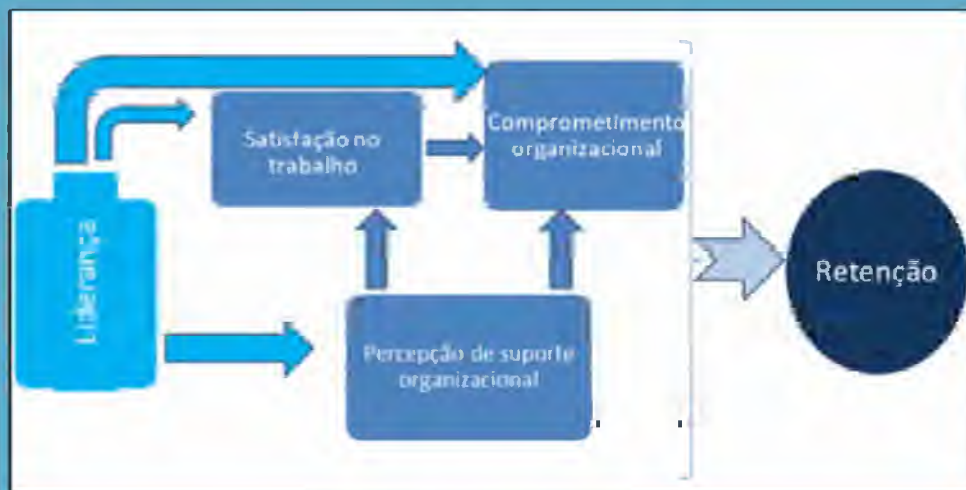 Liderança
Satisfação no
trabalho
Comprometimento
organizacional
Percepção de suporte
organizacional
Retenção